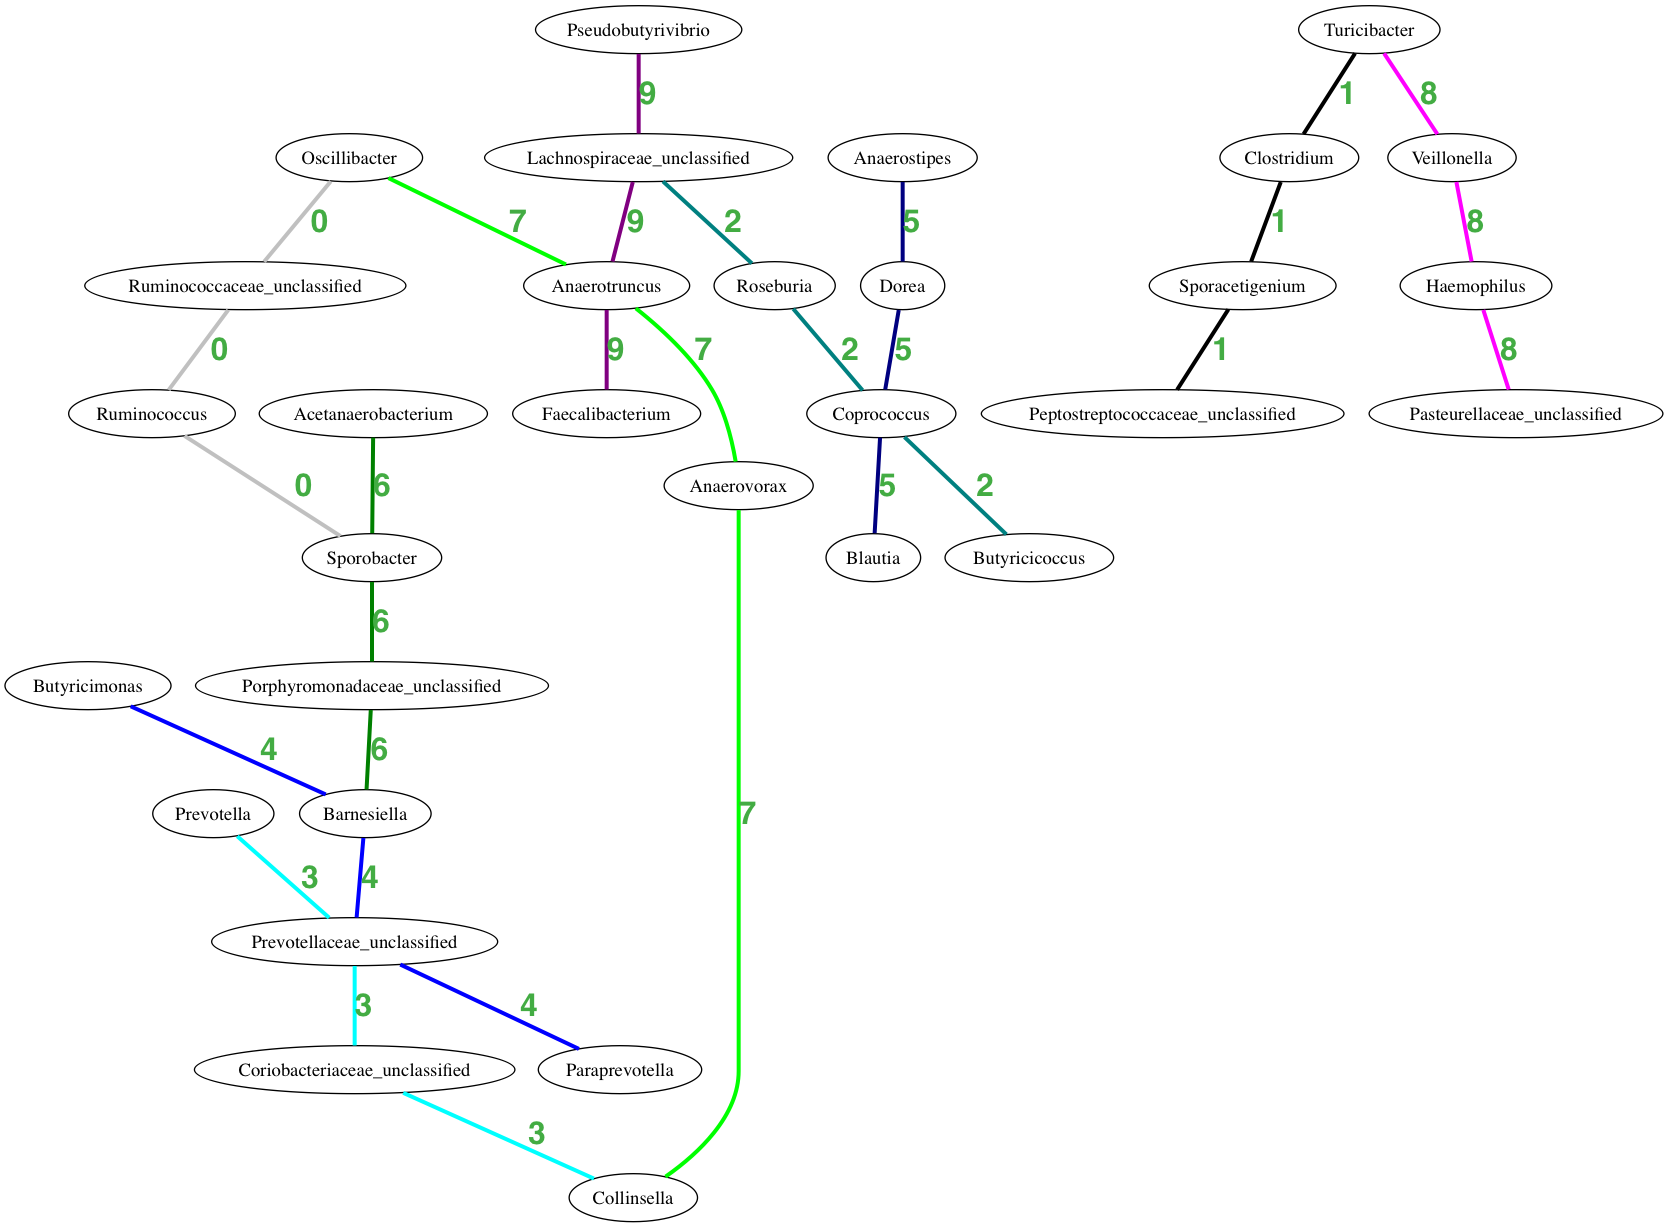 Pseudobutyrivibrio
Turicibacter
9
1
8
Oscillibacter
Lachnospiraceae_unclassified
Anaerostipes
Clostridium
Veillonella
0
7
9
2
5
1
8
Ruminococcaceae_unclassified
Anaerotruncus
Roseburia
Dorea
Sporacetigenium
Haemophilus
0
9
7
2
5
1
8
Ruminococcus
Acetanaerobacterium
Faecalibacterium
Coprococcus
Peptostreptococcaceae_unclassified
Pasteurellaceae_unclassified
0
6
Anaerovorax
5
2
Sporobacter
Blautia
Butyricicoccus
6
Butyricimonas
Porphyromonadaceae_unclassified
4
6
Prevotella
Barnesiella
7
3
4
Prevotellaceae_unclassified
3
4
Coriobacteriaceae_unclassified
Paraprevotella
3
Collinsella